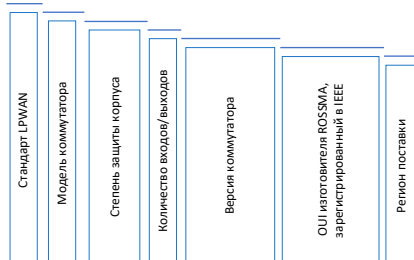 Стандарт LPWAN
Модель коммутатора
Степень защиты корпуса
Количество входов/выходов
Версия коммутатора
OUI изготовителя ROSSMA,
зарегистрированный в IEEE
Регион поставки